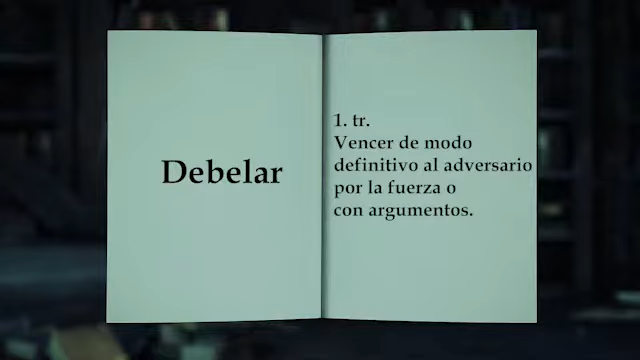 Debelar
1. tr.
Vencer de modo
definitivo al adversario
por la fuerza o
con argumentos.